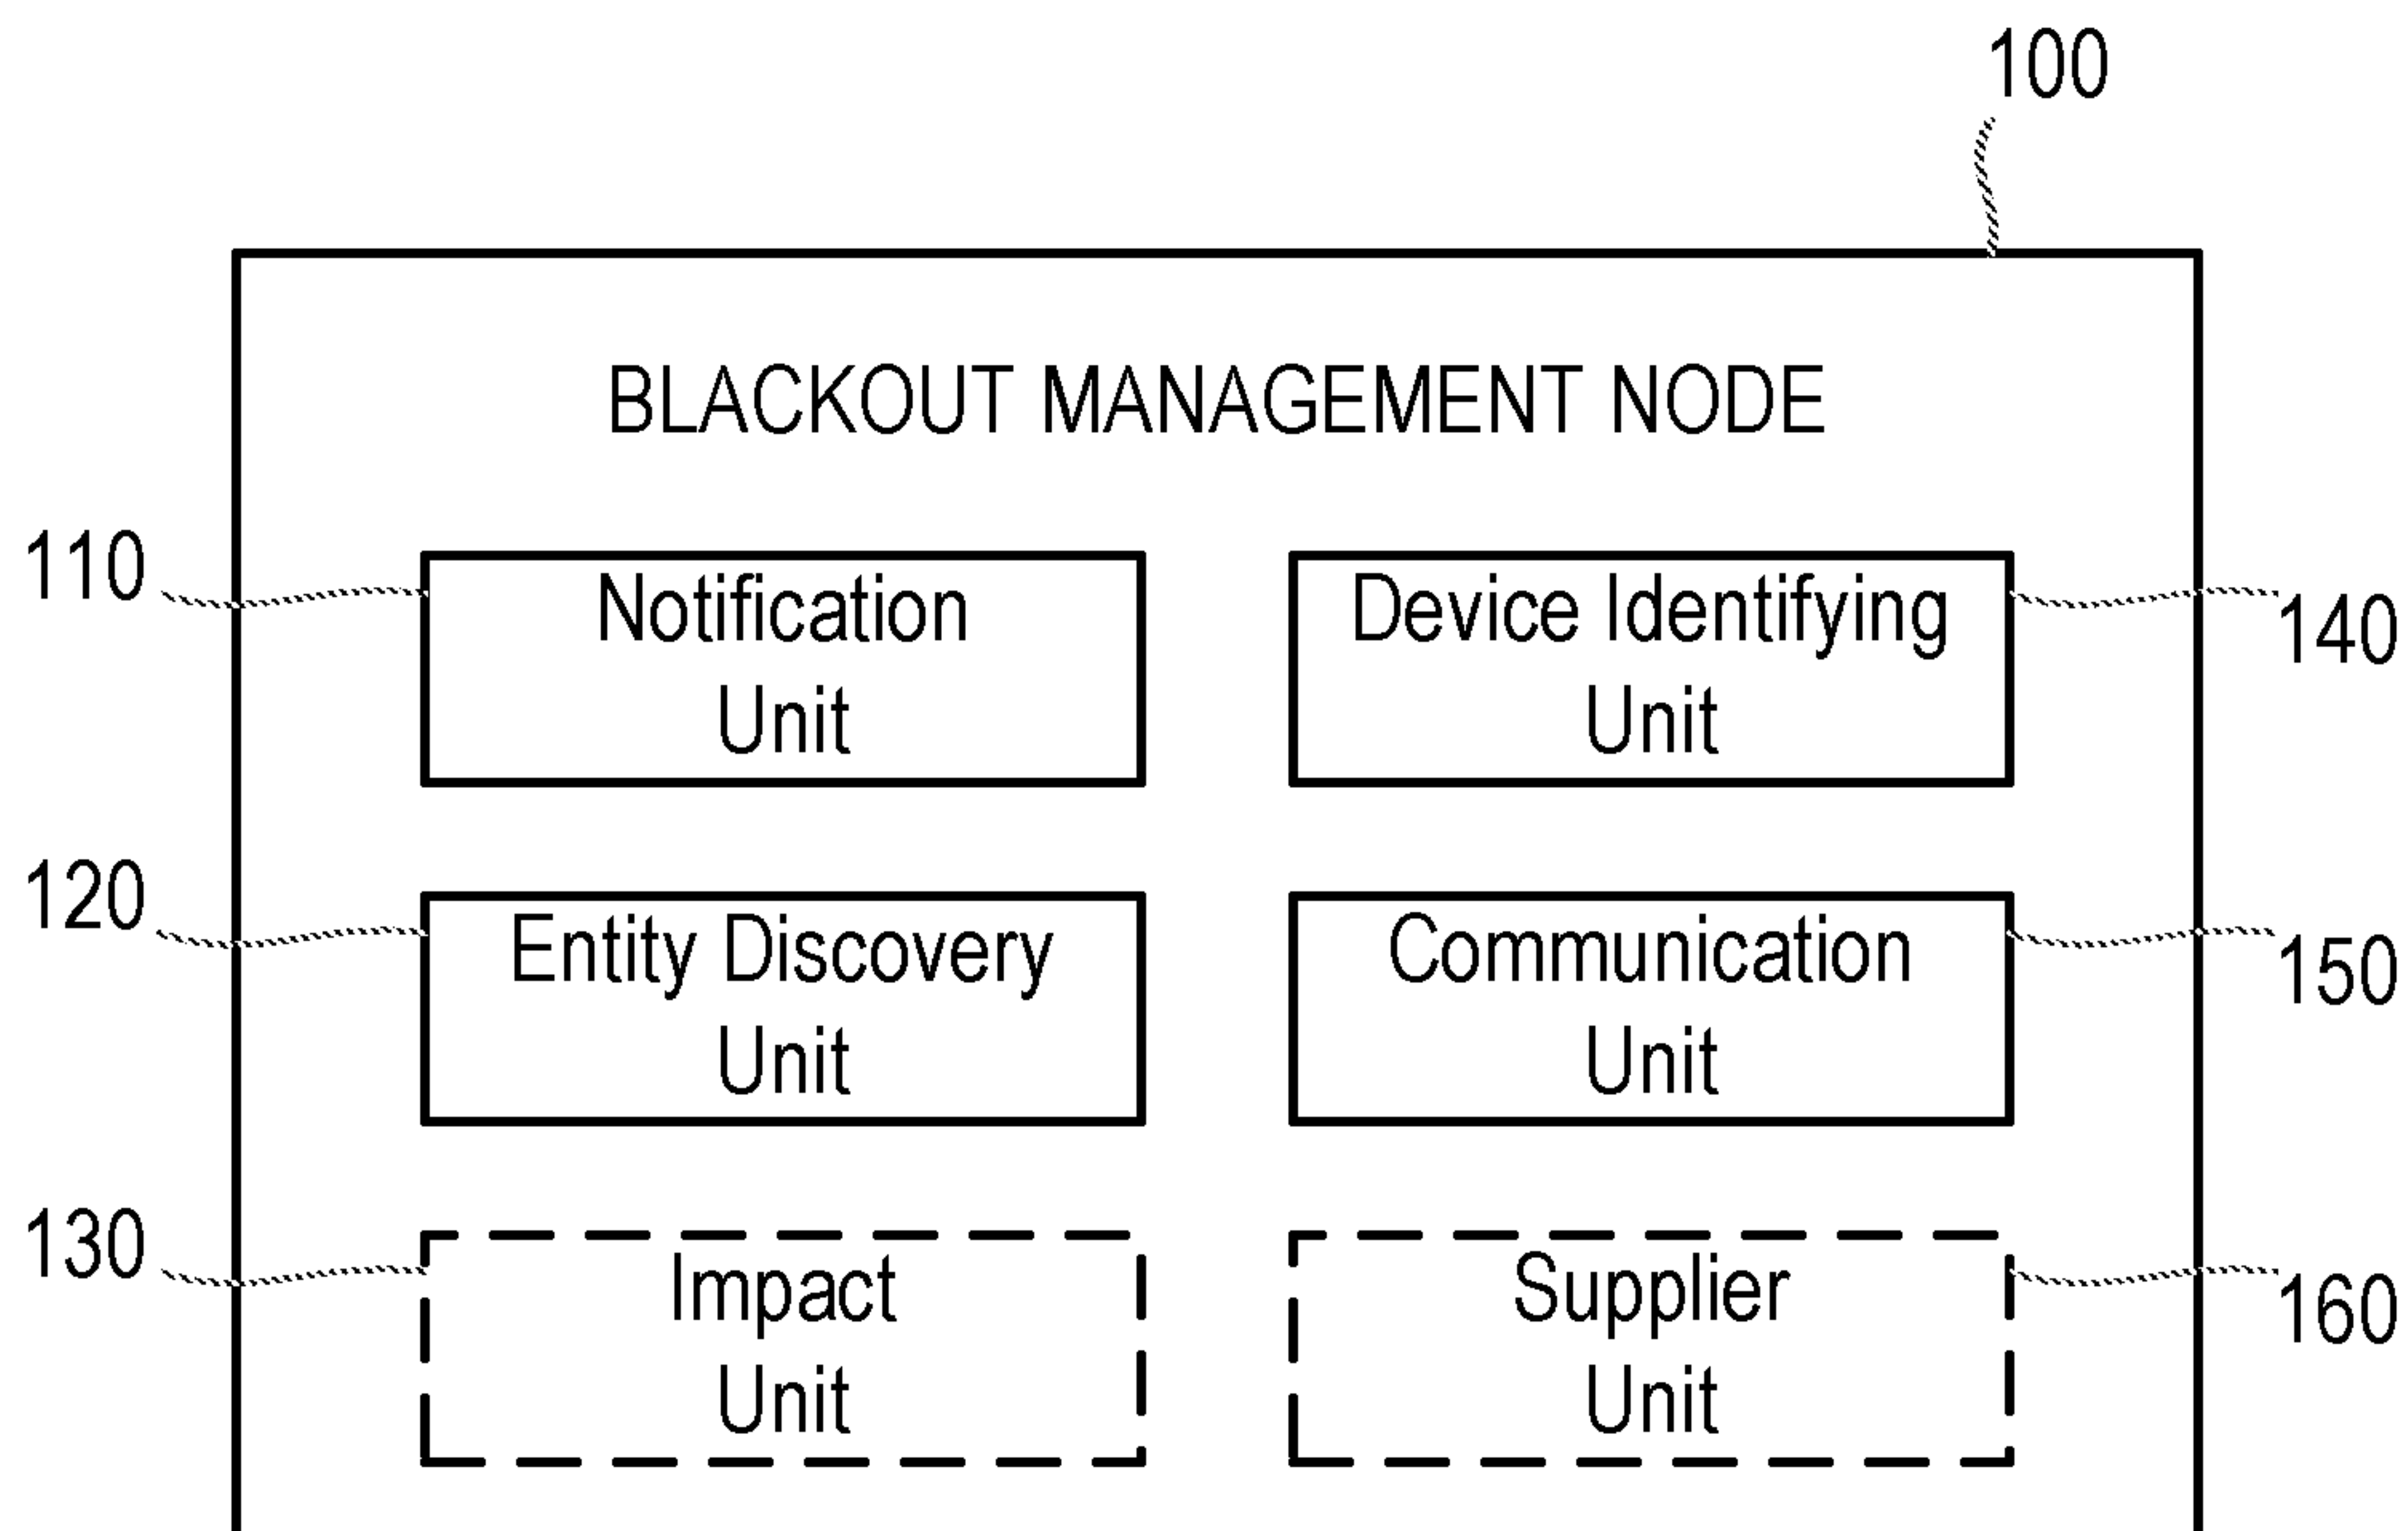 100
BLACKOUT MANAGEMENT NODE
110
Notification
Unit
Device Identifying
Unit
140
120
Entity Discovery
Unit
Communication
Unit
150
130
Impact
Unit
Supplier
Unit
160